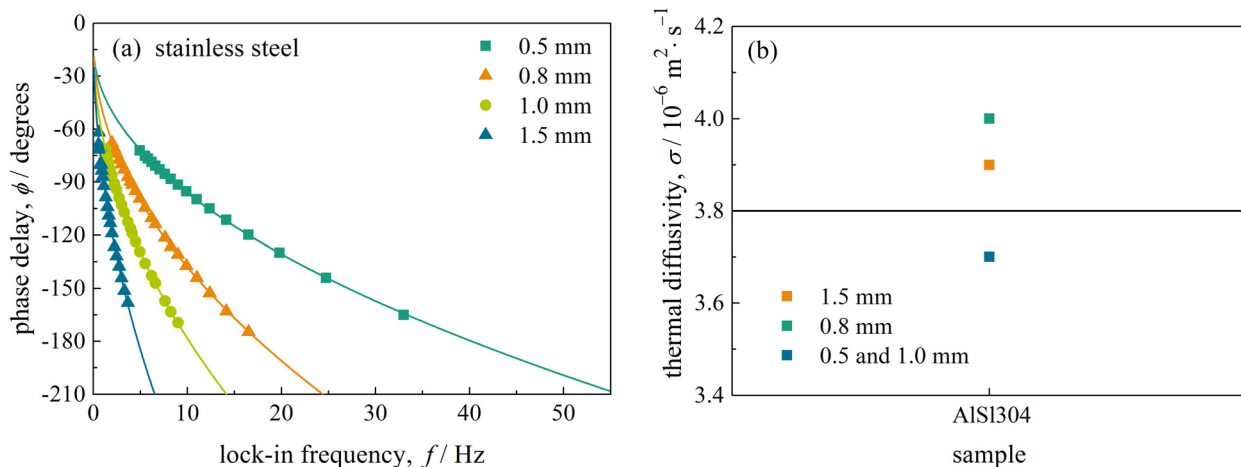 (a) stainless steel
0.5 mm
0.8 mm
1.0 mm
1.5 mm
phase delay, ϕ / degrees
0
-30
-60
-90
-120
-150
-180
-210
0 10 20 30 40 50
lock-in frequency, f / Hz
(b)
thermal diffusivity, σ / 10⁻⁶ m²· s⁻¹
4.2
4.0
3.8
3.6
3.4
1.5 mm
0.8 mm
0.5 and 1.0 mm
AlSl304
sample